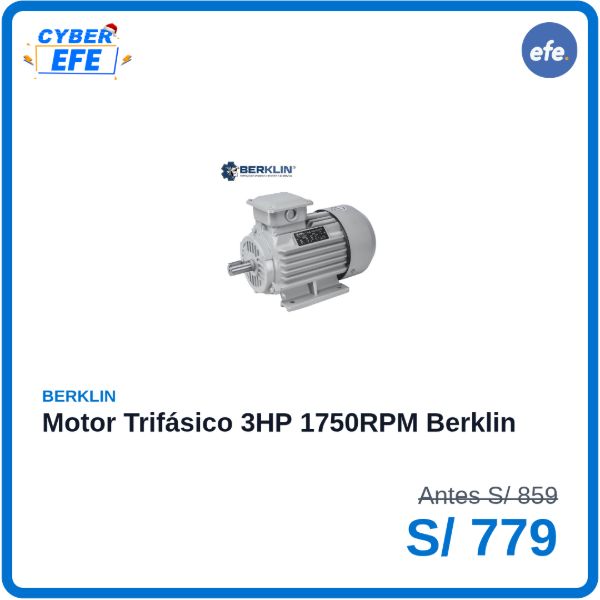 CYBER
EFE
efe.
BERKLIN®
BERKLIN
Motor Trifásico 3HP 1750RPM Berklin
Antes S/ 859
S/ 779